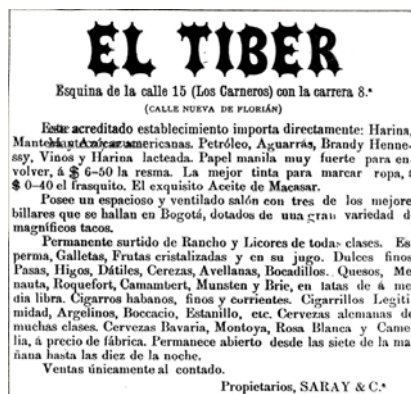 EL TIBER
Esquina de la calle 15 (Los Carneros) con la carrera 8.ª
(CALLE NUEVA DE FLORIÁN)
Este acreditado establecimiento importa directamente: Harina,
americanas. Petróleo, Aguarrás, Brandy Henne-
ssy, Vinos y Harina lacteada. Papel manila muy fuerte para en
volver, á $ 6-50 la resma. La mejor tinta para marcar ropa, á
$ 0-40 el frasquito. El exquisito Aceite de Macasar.
Posee un espacioso y ventilado salón con tres de los mejore
billares que se hallan en Bogotá, dotados de una gran variedad d
magníficos tacos.
Permanente surtido de Rancho y Licores de todas clases. Es
perma, Galletas, Frutas cristalizadas y en su jugo. Dulces finos
Pasas, Higos, Dátiles, Cerezas, Avellanas, Bocadillos. Quesos, Me
nauta, Roquefort, Camambert, Munsten y Brie, en latas de á me
dia libra. Cigarros habanos, finos y corrientes. Cigarrillos Legiti
midad, Argelinos, Boccacio, Estanillo, etc. Cervezas alemanas de
muchas clases. Cervezas Bavaria, Montoya, Rosa Blanca y Came
lia, á precio de fábrica. Permanece abierto desde las siete de la ma
ñana hasta las diez de la noche.
Ventas únicamente al contado.
Propietarios, SARAY & C.ª